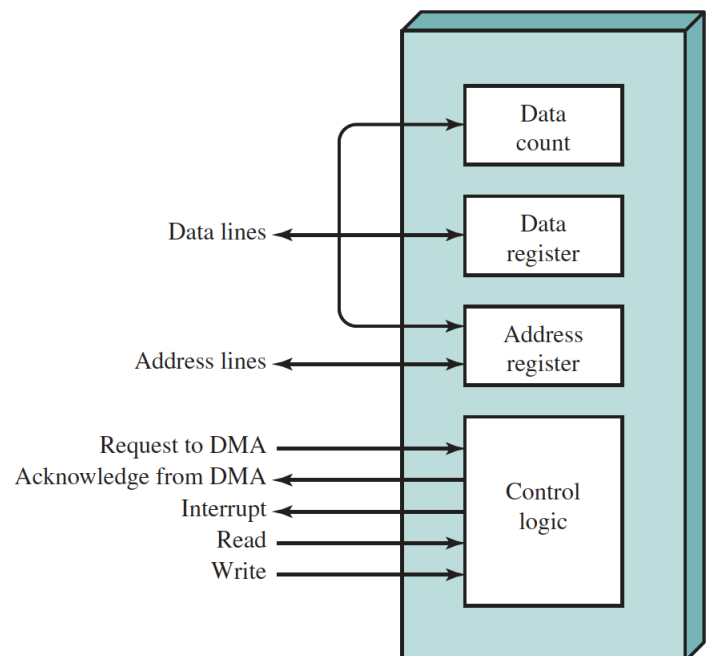 Data
count
Data lines
Data
register
Address lines
Address
register
Request to DMA
Acknowledge from DMA
Interrupt
Read
Write
Control
logic